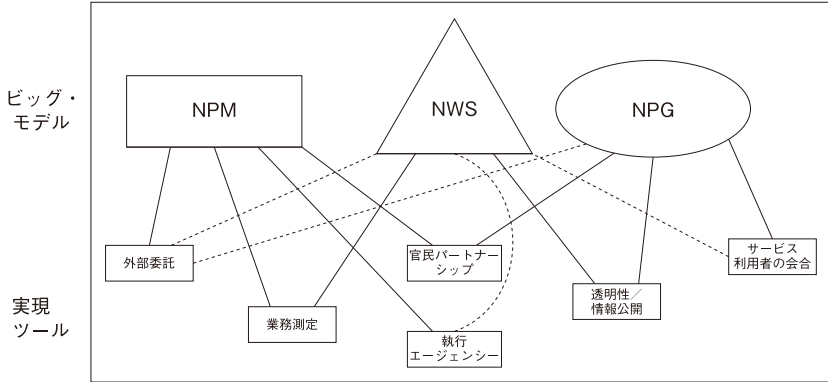 ビッグ・
モデル
NPM
NWS
NPG
外部委託
官民パートナー
シップ
サービス
利用者の会合
実現
ツール
業務測定
執行
エージェンシー
透明性／
情報公開